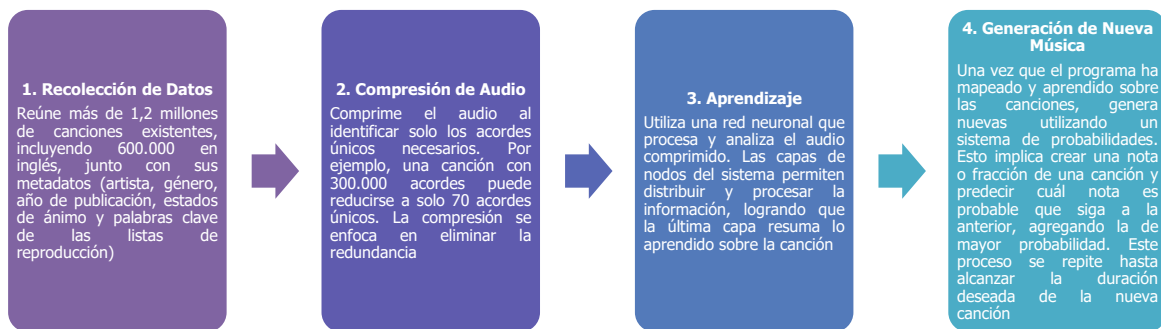 1. Recolección de Datos
Reúne más de 1,2 millones
de canciones existentes,
incluyendo 600.000 en
inglés, junto con sus
metadatos (artista, género,
año de publicación, estados
de ánimo y palabras clave
de las listas de
reproducción)
2. Compresión de Audio
Comprime el audio al
identificar solo los acordes
únicos necesarios. Por
ejemplo, una canción con
300.000 acordes puede
reducirse a solo 70 acordes
únicos. La compresión se
enfoca en eliminar la
redundancia
3. Aprendizaje
Utiliza una red neuronal que
procesa y analiza el audio
comprimido. Las capas de
nodos del sistema permiten
distribuir y procesar la
información, logrando que
la última capa resuma lo
aprendido sobre la canción
4. Generación de Nueva
Música
Una vez que el programa ha
mapeado y aprendido sobre
las canciones, genera
nuevas utilizando un
sistema de probabilidades.
Esto implica crear una nota
o fracción de una canción y
predecir cuál nota es
probable que siga a la
anterior, agregando la de
mayor probabilidad. Este
proceso se repite hasta
alcanzar la duración
deseada de la nueva
canción